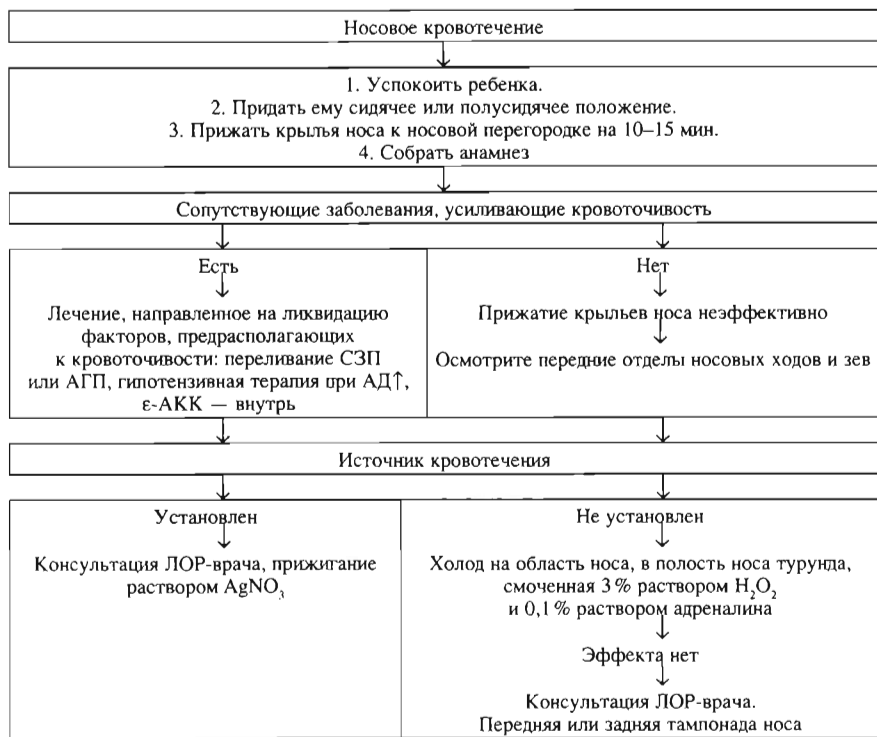 Носовое кровотечение
1. Успокоить ребенка.
2. Придать ему сидячее или полусидячее положение.
3. Прижать крылья носа к носовой перегородке на 10–15 мин.
4. Собрать анамнез
Сопутствующие заболевания, усиливающие кровоточивость
Есть
Лечение, направленное на ликвидацию
факторов, предрасполагающих
к кровоточивости: переливание СЗП
или АГП, гипотензивная терапия при АД↑,
ε-АКК — внутрь
Нет
Прижатие крыльев носа неэффективно
Осмотрите передние отделы носовых ходов и зев
Источник кровотечения
Установлен
Консультация ЛОР-врача, прижигание
раствором AgNO₃
Не установлен
Холод на область носа, в полость носа турунда,
смоченная 3 % раствором H₂O₂
и 0,1 % раствором адреналина
Эффекта нет
Консультация ЛОР-врача.
Передняя или задняя тампонада носа